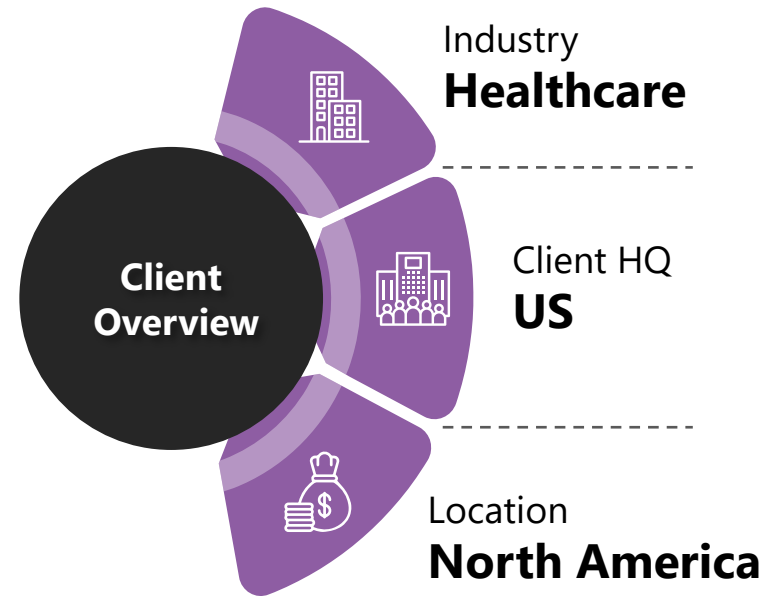 Industry
Healthcare
Client
Overview
Client HQ
US
Location
North America